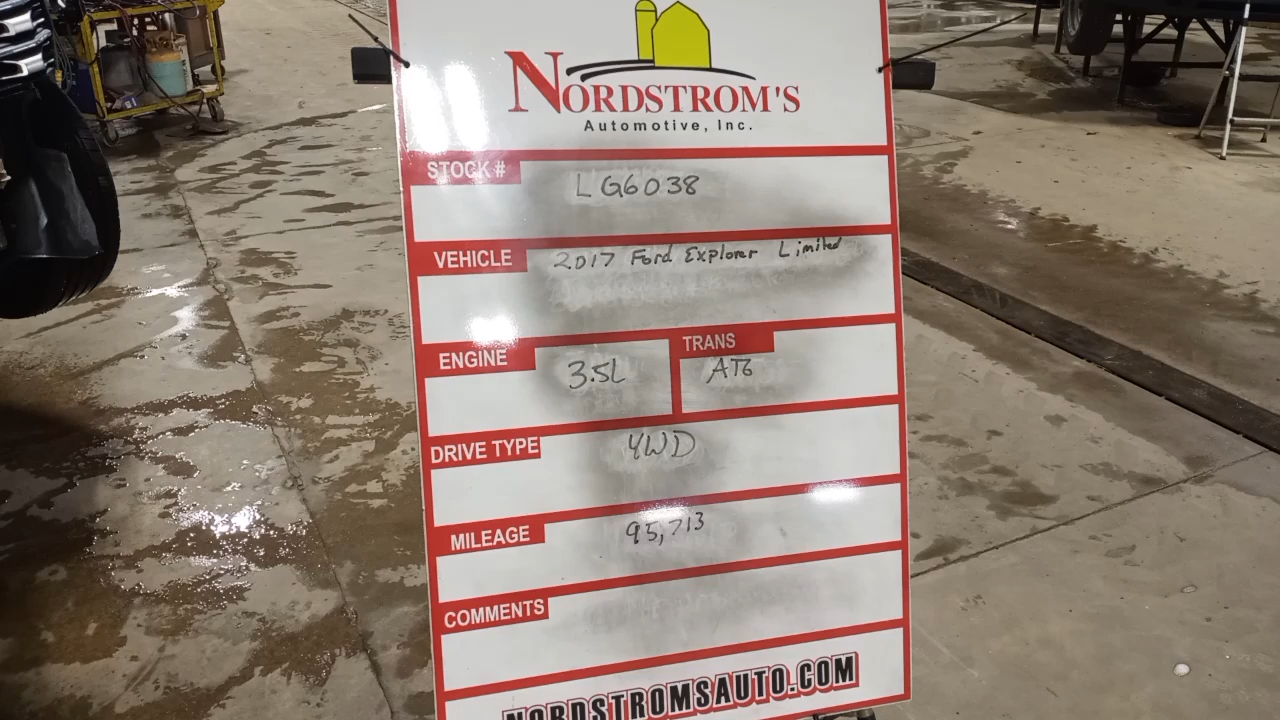 NORDSTROM'S
Automotive, Inc.
STOCK #
LG6038
VEHICLE
2017 Ford Explorer Limited
ENGINE
3.5L
TRANS
AT6
DRIVE TYPE
4WD
MILEAGE
95,713
COMMENTS
NORDSTROMSAUTO.COM